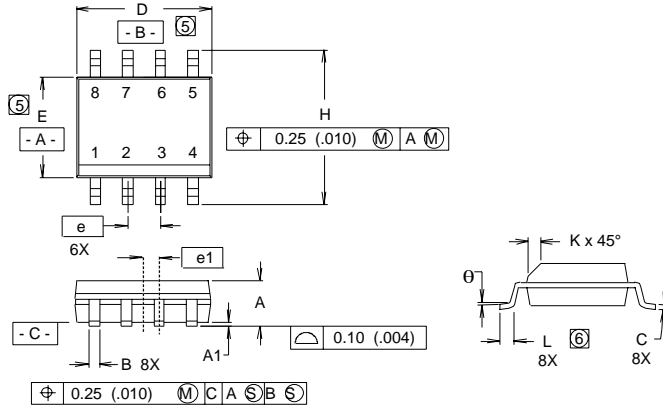 D
- B - 5
8 7 6 5
5 E
- A -
H
1 2 3 4
⌖ 0.25 (.010) Ⓜ A Ⓜ
e
6X
e1
K x 45°
θ
A
- C -
A1
⌓ 0.10 (.004)
B 8X
L 6
8X
C
8X
⌖ 0.25 (.010) Ⓜ C A Ⓢ B Ⓢ